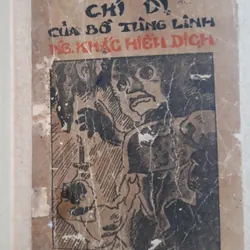 CHÍ DỊ
CỦA BỒ TÙNG LINH
NG. KHẮC HIẾU DỊCH